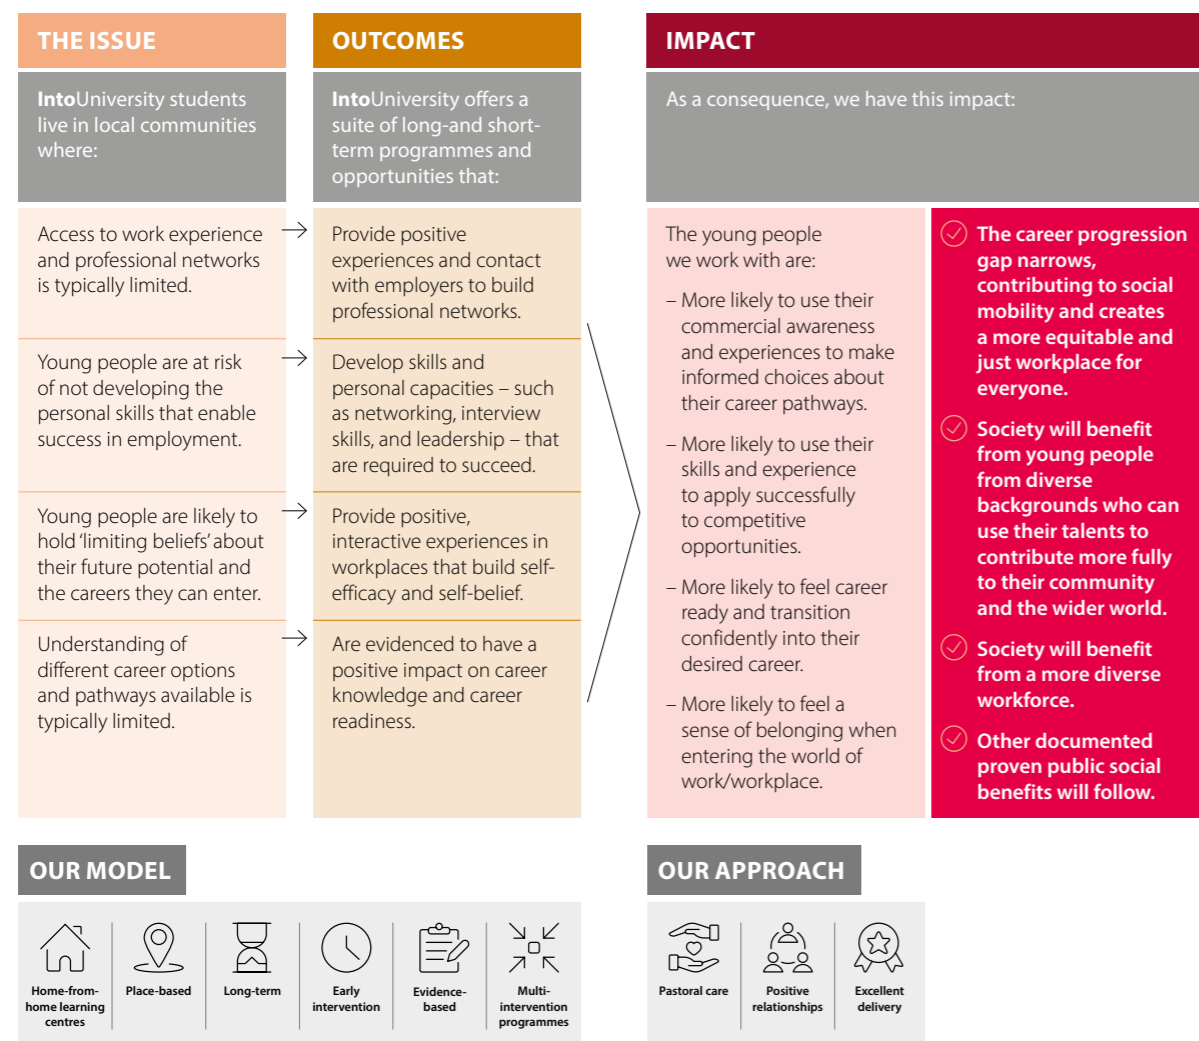 THE ISSUE
IntoUniversity students
live in local communities
where:
Access to work experience
and professional networks
is typically limited.
Young people are at risk
of not developing the
personal skills that enable
success in employment.
Young people are likely to
hold ‘limiting beliefs’ about
their future potential and
the careers they can enter.
Understanding of
different career options
and pathways available is
typically limited.
OUTCOMES
IntoUniversity offers a
suite of long-and short-
term programmes and
opportunities that:
Provide positive
experiences and contact
with employers to build
professional networks.
Develop skills and
personal capacities – such
as networking, interview
skills, and leadership – that
are required to succeed.
Provide positive,
interactive experiences in
workplaces that build self-
efficacy and self-belief.
Are evidenced to have a
positive impact on career
knowledge and career
readiness.
IMPACT
As a consequence, we have this impact:
The young people
we work with are:
– More likely to use their
commercial awareness
and experiences to make
informed choices about
their career pathways.
– More likely to use their
skills and experience
to apply successfully
to competitive
opportunities.
– More likely to feel career
ready and transition
confidently into their
desired career.
– More likely to feel a
sense of belonging when
entering the world of
work/workplace.
The career progression
gap narrows,
contributing to social
mobility and creates
a more equitable and
just workplace for
everyone.
Society will benefit
from young people
from diverse
backgrounds who can
use their talents to
contribute more fully
to their community
and the wider world.
Society will benefit
from a more diverse
workforce.
Other documented
proven public social
benefits will follow.
OUR MODEL
Home-from-
home learning
centres
Place-based
Long-term
Early
intervention
Evidence-
based
Multi-
intervention
programmes
OUR APPROACH
Pastoral care
Positive
relationships
Excellent
delivery